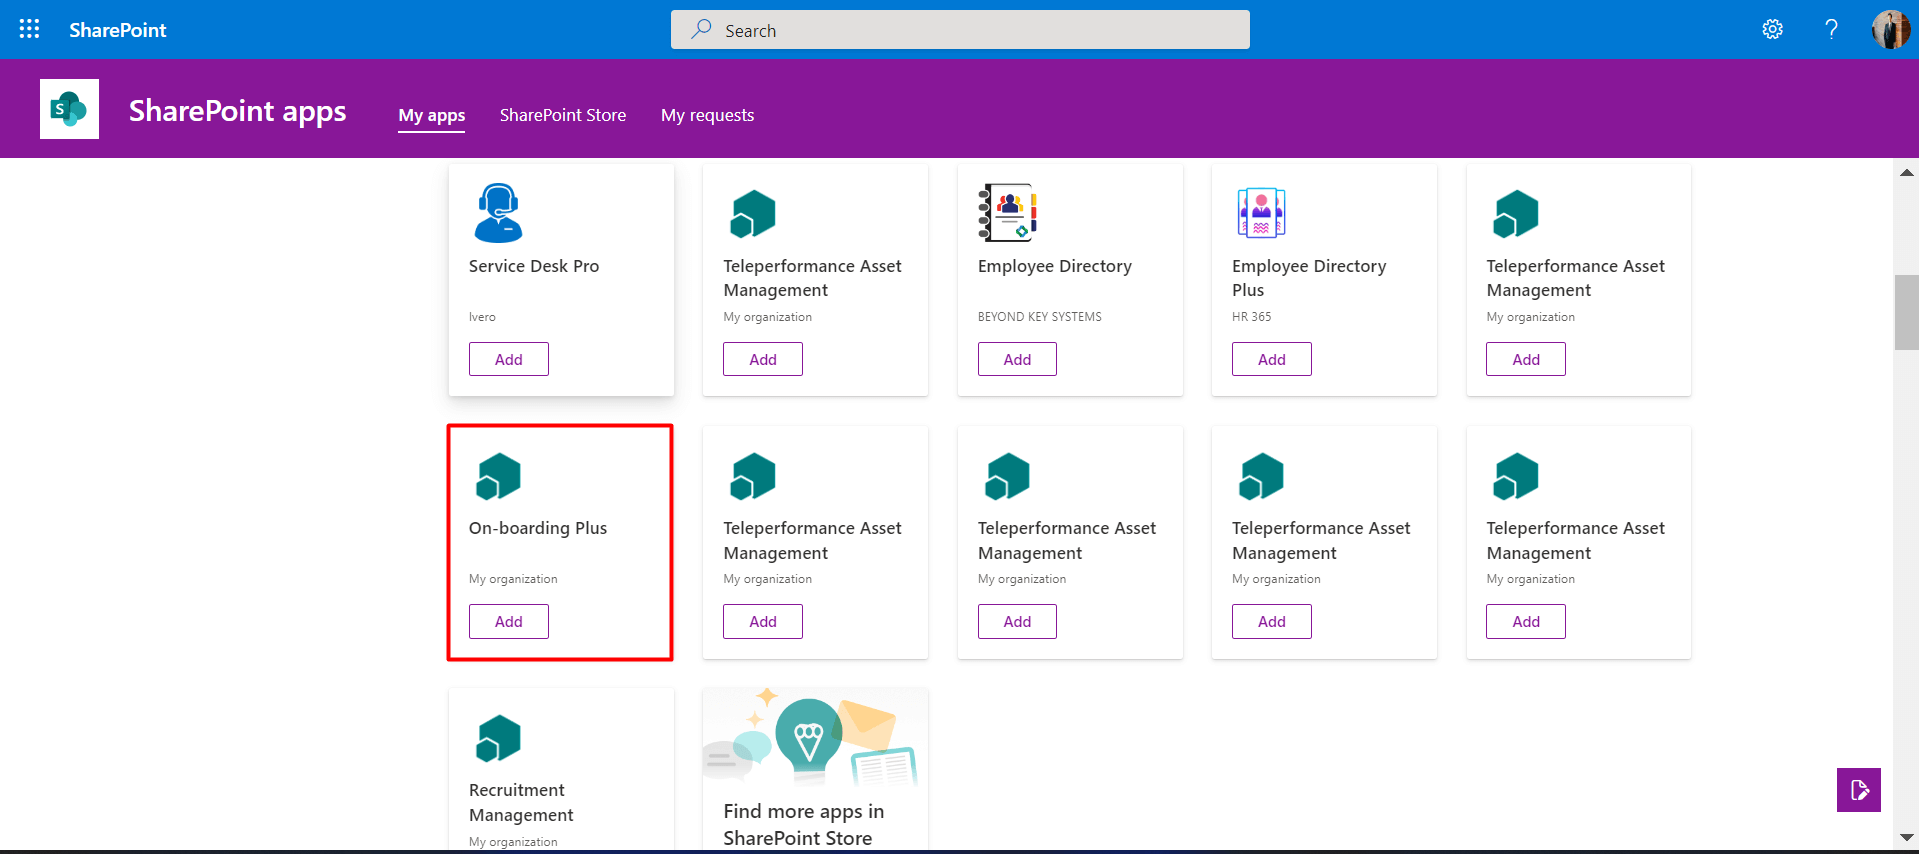 SharePoint
Search
S
SharePoint apps
My apps
SharePoint Store
My requests
Service Desk Pro
Ivero
Add
Teleperformance Asset
Management
My organization
Add
Employee Directory
BEYOND KEY SYSTEMS
Add
Employee Directory
Plus
HR 365
Add
Teleperformance Asset
Management
My organization
Add
On-boarding Plus
My organization
Add
Teleperformance Asset
Management
My organization
Add
Teleperformance Asset
Management
My organization
Add
Teleperformance Asset
Management
My organization
Add
Teleperformance Asset
Management
My organization
Add
Recruitment
Management
My organization
Find more apps in
SharePoint Store